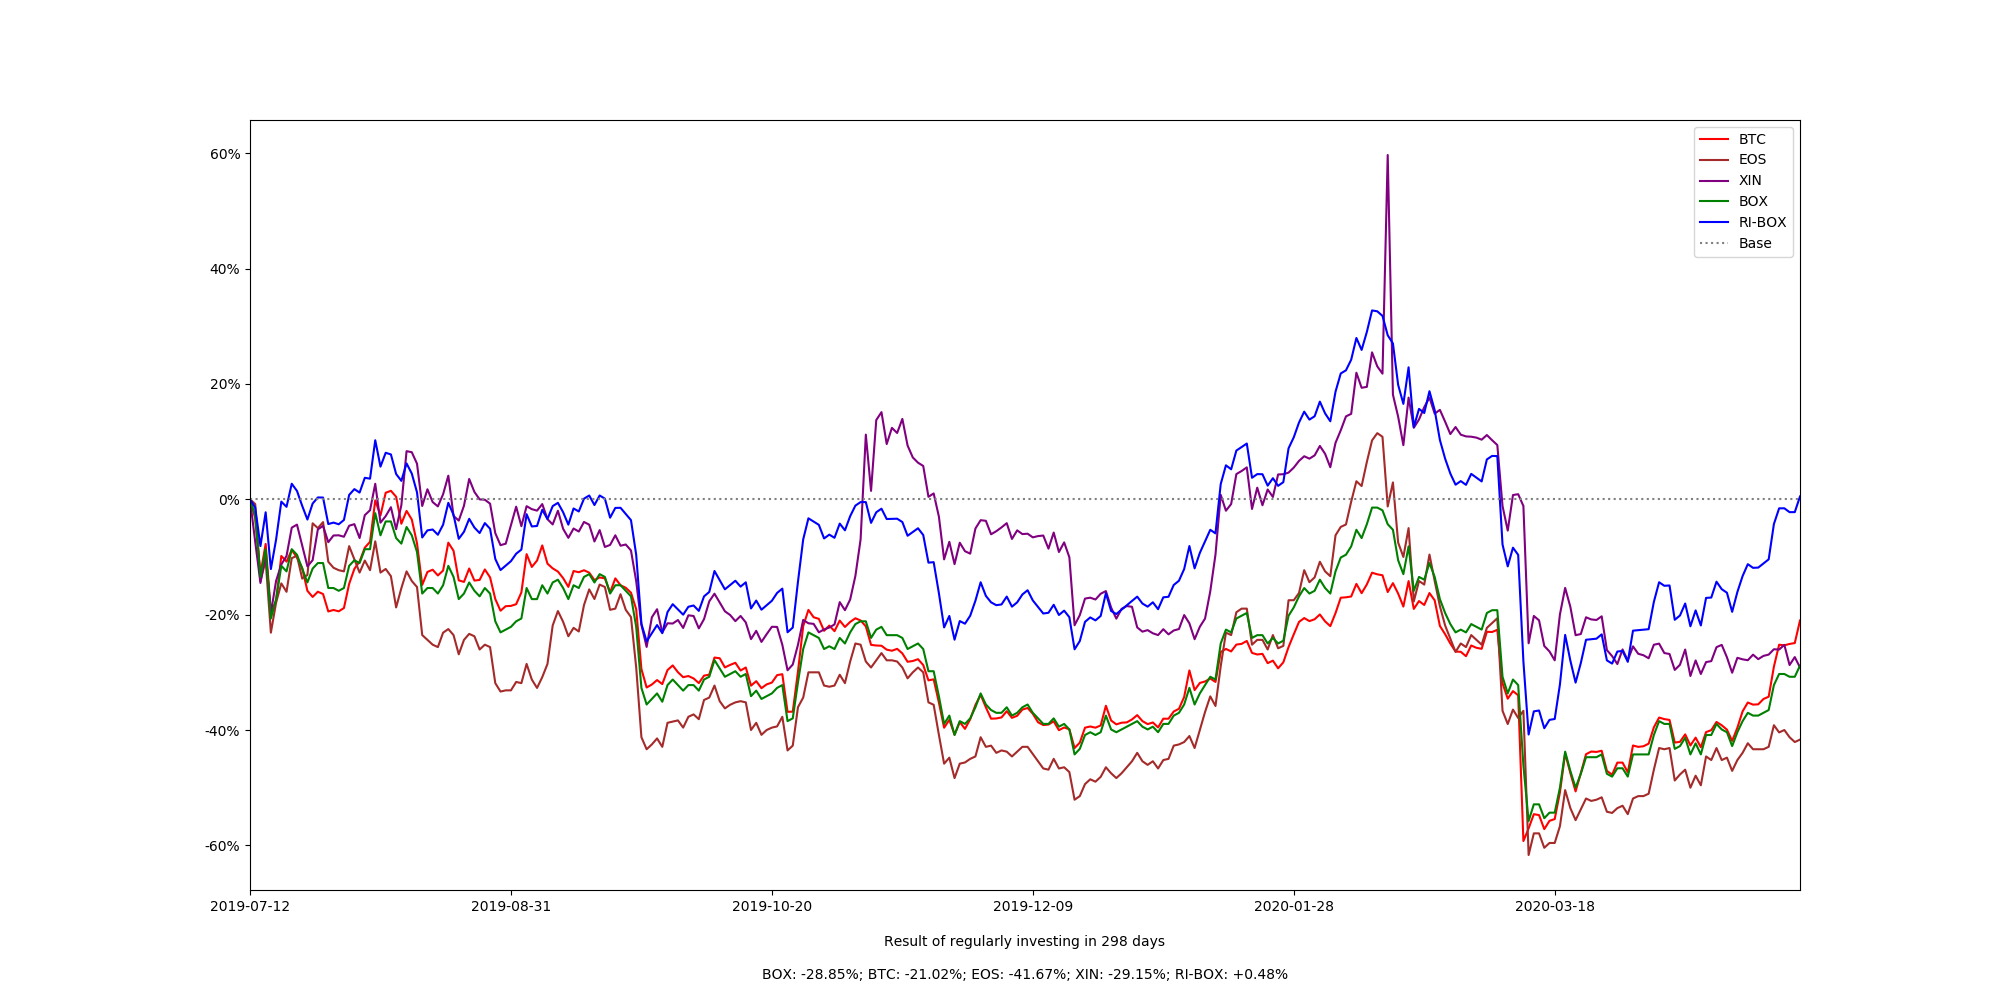 60%
40%
20%
0%
-20%
-40%
-60%
BTC
EOS
XIN
BOX
RI-BOX
Base
2019-07-12 2019-08-31 2019-10-20 2019-12-09 2020-01-28 2020-03-18
Result of regularly investing in 298 days
BOX: -28.85%; BTC: -21.02%; EOS: -41.67%; XIN: -29.15%; RI-BOX: +0.48%